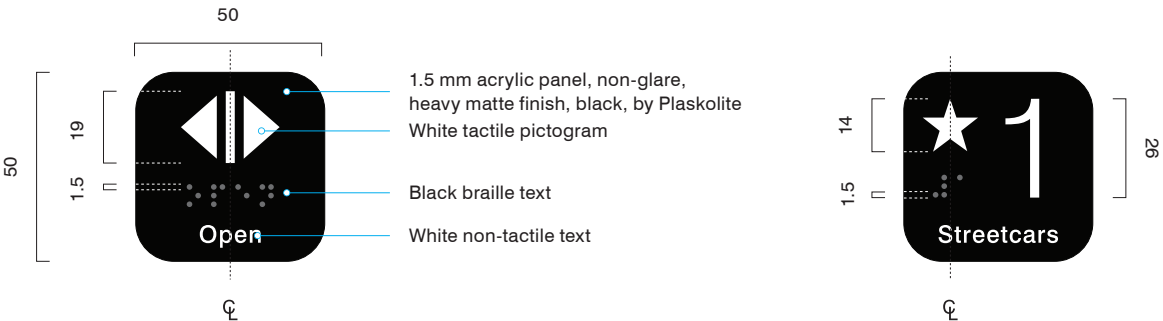 50
50
19
1.5
Open
℄
1.5 mm acrylic panel, non-glare,
heavy matte finish, black, by Plaskolite
White tactile pictogram
Black braille text
White non-tactile text
14
1.5
1
26
Streetcars
℄